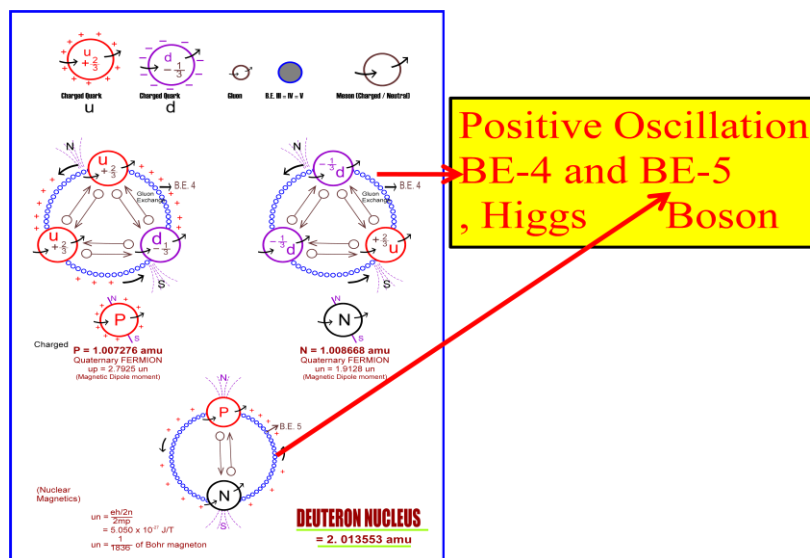 u
+2/3
d
-1/3
Charged Quark
u
Charged Quark
d
Gluon
B.E. III = IV = V
Meson (Charged / Neutral)
N
u
+2/3
B.E. 4
Gluon
Exchange
u
+2/3
d
-1/3
S
N
-1/3 d
B.E. 4
Gluon
Exchange
-1/3 d
+2/3 u
S
Positive Oscillation
BE-4 and BE-5
, Higgs Boson
N
P
S
Charged
P = 1.007276 amu
Quaternary FERMION
up = 2.7925 un
(Magnetic Dipole moment)
N
N = 1.008668 amu
Quaternary FERMION
un = 1.9128 un
(Magnetic Dipole moment)
N
P
B.E. 5
N
S
(Nuclear
Magnetics)
un = eh/2n
2mp
= 5.050 x 10⁻²⁷ J/T
un = 1/1836 of Bohr magneton
DEUTERON NUCLEUS
= 2. 013553 amu